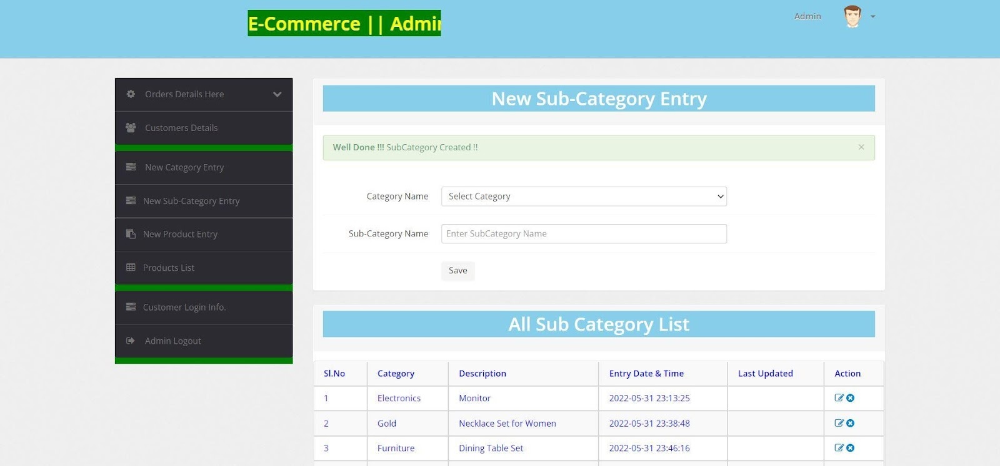 E-Commerce || Admin
Admin
Orders Details Here
Customers Details
New Category Entry
New Sub-Category Entry
New Product Entry
Products List
Customer Login Info.
Admin Logout
New Sub-Category Entry
Well Done !!! SubCategory Created !!
×
Category Name Select Category
Sub-Category Name Enter SubCategory Name
Save
All Sub Category List
Sl.No Category Description Entry Date & Time Last Updated Action
1 Electronics Monitor 2022-05-31 23:13:25
2 Gold Necklace Set for Women 2022-05-31 23:38:48
3 Furniture Dining Table Set 2022-05-31 23:46:16